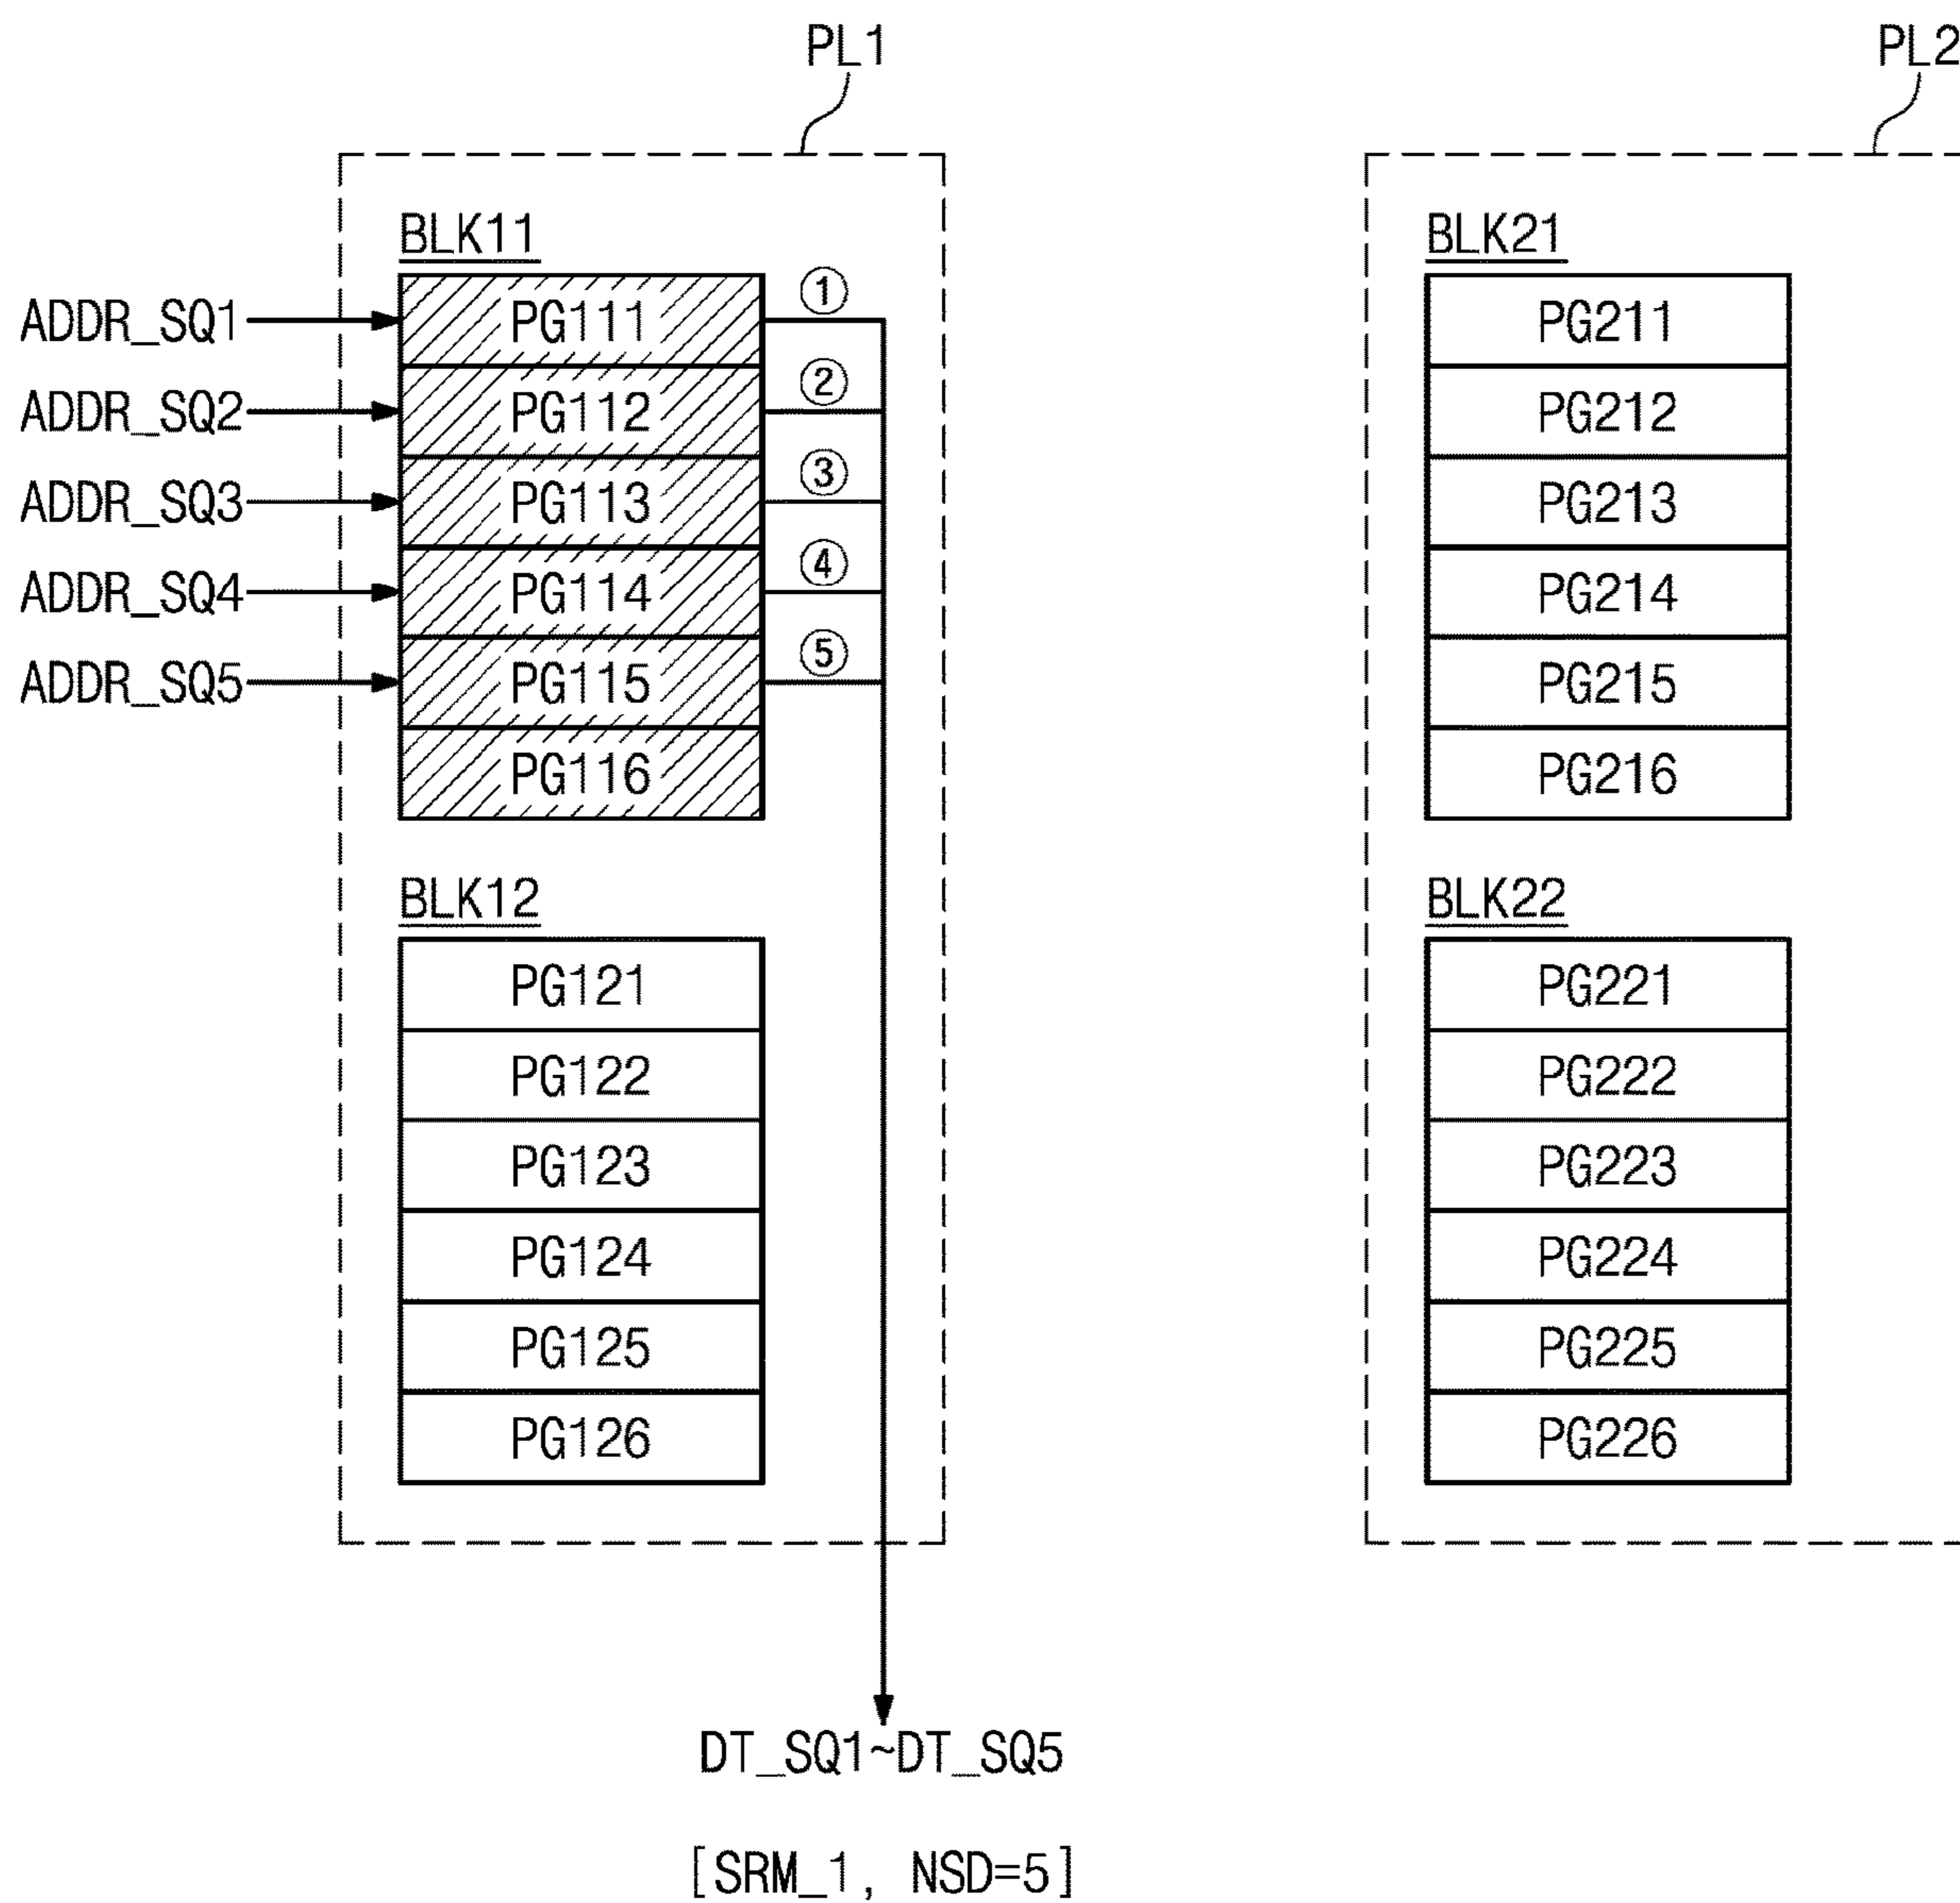 PL1
PL2
BLK11
ADDR_SQ1
PG111
①
ADDR_SQ2
PG112
②
ADDR_SQ3
PG113
③
ADDR_SQ4
PG114
④
ADDR_SQ5
PG115
⑤
PG116
BLK12
PG121
PG122
PG123
PG124
PG125
PG126
BLK21
PG211
PG212
PG213
PG214
PG215
PG216
BLK22
PG221
PG222
PG223
PG224
PG225
PG226
DT_SQ1~DT_SQ5
[SRM_1, NSD=5]